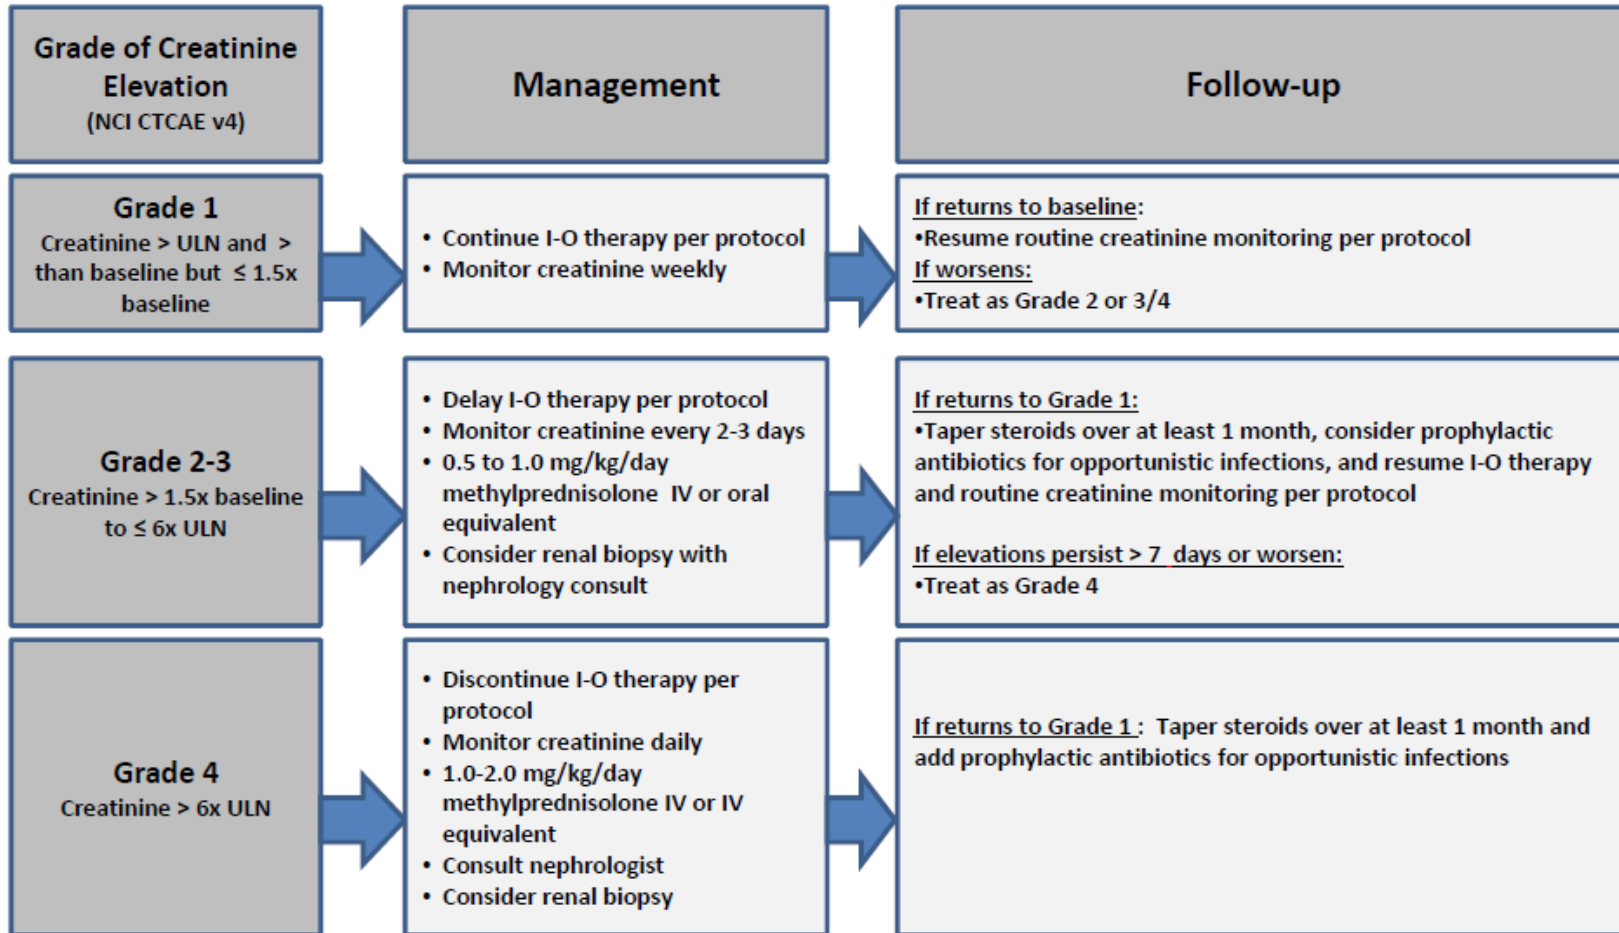 Grade of Creatinine
Elevation
(NCI CTCAE v4)
Management
Follow-up
Grade 1
Creatinine > ULN and >
than baseline but ≤ 1.5x
baseline
• Continue I-O therapy per protocol
• Monitor creatinine weekly
If returns to baseline:
•Resume routine creatinine monitoring per protocol
If worsens:
•Treat as Grade 2 or 3/4
Grade 2-3
Creatinine > 1.5x baseline
to ≤ 6x ULN
• Delay I-O therapy per protocol
• Monitor creatinine every 2-3 days
• 0.5 to 1.0 mg/kg/day
methylprednisolone IV or oral
equivalent
• Consider renal biopsy with
nephrology consult
If returns to Grade 1:
•Taper steroids over at least 1 month, consider prophylactic
antibiotics for opportunistic infections, and resume I-O therapy
and routine creatinine monitoring per protocol
If elevations persist > 7 days or worsen:
•Treat as Grade 4
Grade 4
Creatinine > 6x ULN
• Discontinue I-O therapy per
protocol
• Monitor creatinine daily
• 1.0-2.0 mg/kg/day
methylprednisolone IV or IV
equivalent
• Consult nephrologist
• Consider renal biopsy
If returns to Grade 1 : Taper steroids over at least 1 month and
add prophylactic antibiotics for opportunistic infections